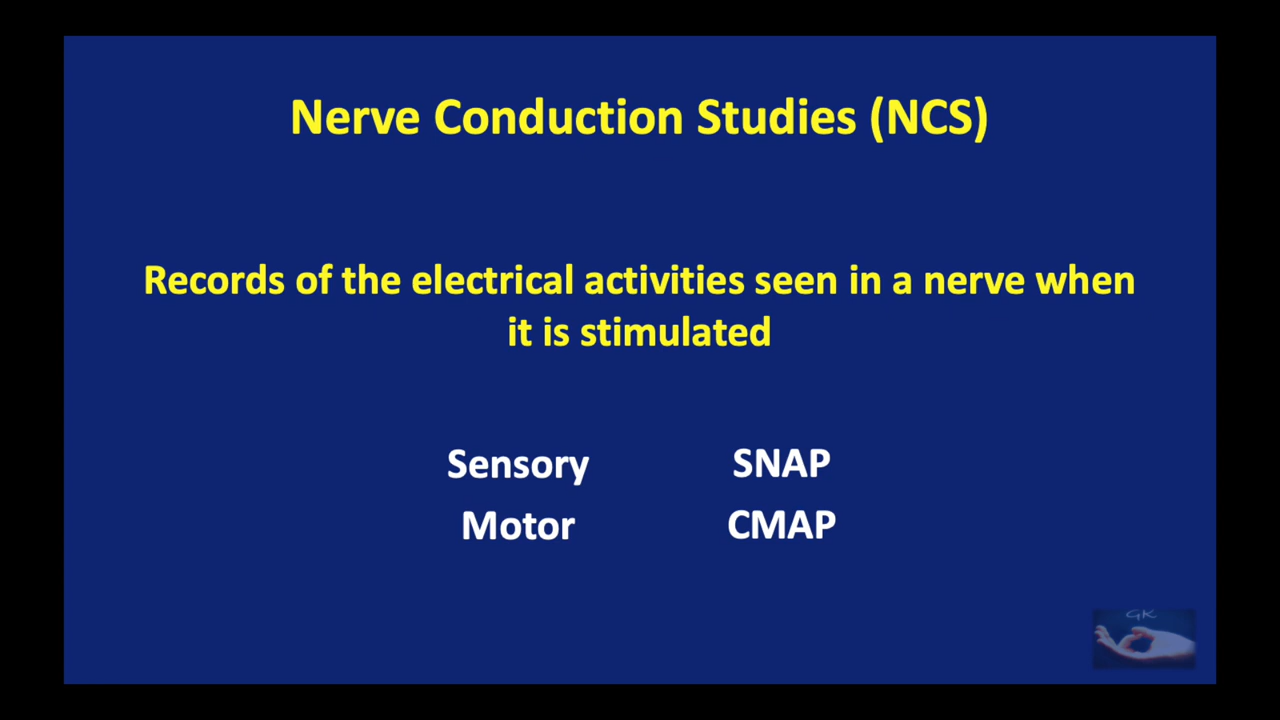 Nerve Conduction Studies (NCS)
Records of the electrical activities seen in a nerve when
it is stimulated
Sensory SNAP
Motor CMAP
GK